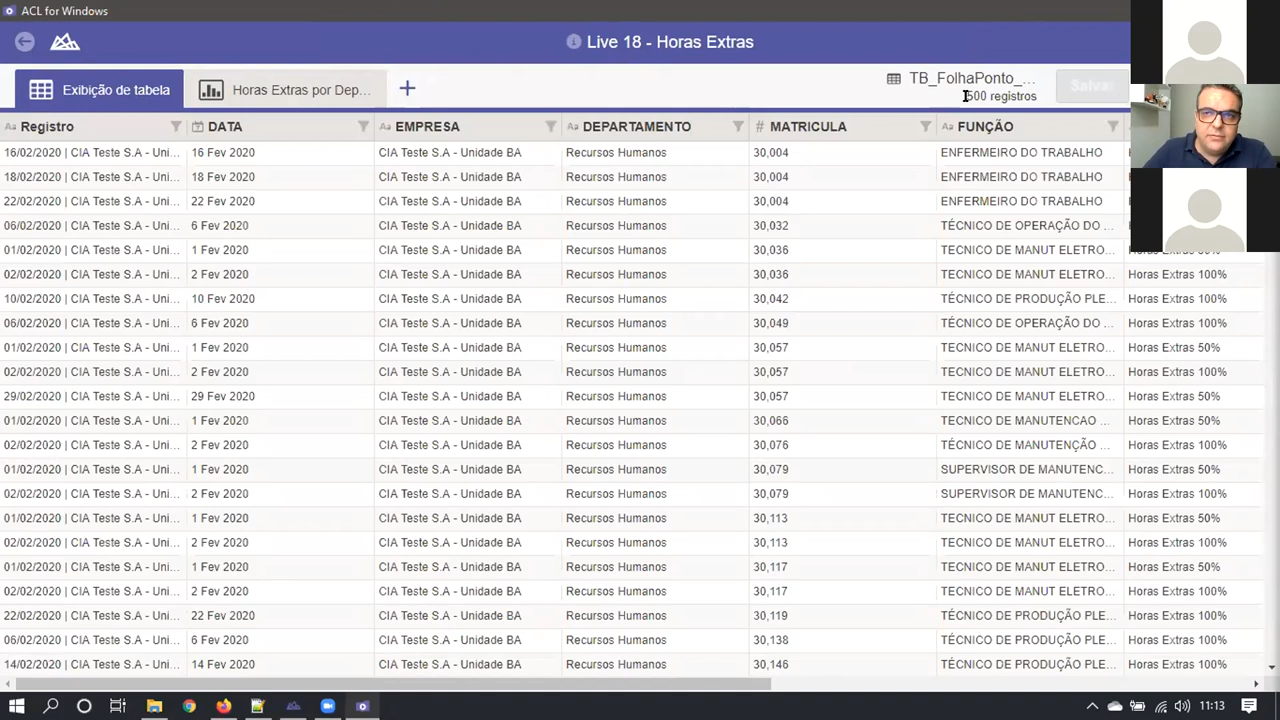 ACL for Windows
Live 18 - Horas Extras
Exibição de tabela
Horas Extras por Dep...
TB_FolhaPonto_...
500 registros
Salvar
Registro DATA EMPRESA DEPARTAMENTO # MATRICULA FUNÇÃO
16/02/2020 | CIA Teste S.A - Uni... 16 Fev 2020 CIA Teste S.A - Unidade BA Recursos Humanos 30,004 ENFERMEIRO DO TRABALHO
18/02/2020 | CIA Teste S.A - Uni... 18 Fev 2020 CIA Teste S.A - Unidade BA Recursos Humanos 30,004 ENFERMEIRO DO TRABALHO
22/02/2020 | CIA Teste S.A - Uni... 22 Fev 2020 CIA Teste S.A - Unidade BA Recursos Humanos 30,004 ENFERMEIRO DO TRABALHO
06/02/2020 | CIA Teste S.A - Uni... 6 Fev 2020 CIA Teste S.A - Unidade BA Recursos Humanos 30,032 TÉCNICO DE OPERAÇÃO DO ...
01/02/2020 | CIA Teste S.A - Uni... 1 Fev 2020 CIA Teste S.A - Unidade BA Recursos Humanos 30,036 TECNICO DE MANUT ELETRO...
02/02/2020 | CIA Teste S.A - Uni... 2 Fev 2020 CIA Teste S.A - Unidade BA Recursos Humanos 30,036 TECNICO DE MANUT ELETRO... Horas Extras 100%
10/02/2020 | CIA Teste S.A - Uni... 10 Fev 2020 CIA Teste S.A - Unidade BA Recursos Humanos 30,042 TÉCNICO DE PRODUÇÃO PLE... Horas Extras 100%
06/02/2020 | CIA Teste S.A - Uni... 6 Fev 2020 CIA Teste S.A - Unidade BA Recursos Humanos 30,049 TÉCNICO DE OPERAÇÃO DO ... Horas Extras 100%
01/02/2020 | CIA Teste S.A - Uni... 1 Fev 2020 CIA Teste S.A - Unidade BA Recursos Humanos 30,057 TECNICO DE MANUT ELETRO... Horas Extras 50%
02/02/2020 | CIA Teste S.A - Uni... 2 Fev 2020 CIA Teste S.A - Unidade BA Recursos Humanos 30,057 TECNICO DE MANUT ELETRO... Horas Extras 100%
29/02/2020 | CIA Teste S.A - Uni... 29 Fev 2020 CIA Teste S.A - Unidade BA Recursos Humanos 30,057 TECNICO DE MANUT ELETRO... Horas Extras 50%
01/02/2020 | CIA Teste S.A - Uni... 1 Fev 2020 CIA Teste S.A - Unidade BA Recursos Humanos 30,066 TECNICO DE MANUTENCAO ... Horas Extras 50%
02/02/2020 | CIA Teste S.A - Uni... 2 Fev 2020 CIA Teste S.A - Unidade BA Recursos Humanos 30,076 TÉCNICO DE MANUTENÇÃO ... Horas Extras 100%
01/02/2020 | CIA Teste S.A - Uni... 1 Fev 2020 CIA Teste S.A - Unidade BA Recursos Humanos 30,079 SUPERVISOR DE MANUTENC... Horas Extras 50%
02/02/2020 | CIA Teste S.A - Uni... 2 Fev 2020 CIA Teste S.A - Unidade BA Recursos Humanos 30,079 SUPERVISOR DE MANUTENC... Horas Extras 100%
01/02/2020 | CIA Teste S.A - Uni... 1 Fev 2020 CIA Teste S.A - Unidade BA Recursos Humanos 30,113 TECNICO DE MANUT ELETRO... Horas Extras 50%
02/02/2020 | CIA Teste S.A - Uni... 2 Fev 2020 CIA Teste S.A - Unidade BA Recursos Humanos 30,113 TECNICO DE MANUT ELETRO... Horas Extras 100%
01/02/2020 | CIA Teste S.A - Uni... 1 Fev 2020 CIA Teste S.A - Unidade BA Recursos Humanos 30,117 TECNICO DE MANUT ELETRO... Horas Extras 50%
02/02/2020 | CIA Teste S.A - Uni... 2 Fev 2020 CIA Teste S.A - Unidade BA Recursos Humanos 30,117 TECNICO DE MANUT ELETRO... Horas Extras 100%
22/02/2020 | CIA Teste S.A - Uni... 22 Fev 2020 CIA Teste S.A - Unidade BA Recursos Humanos 30,119 TÉCNICO DE PRODUÇÃO PLE... Horas Extras 100%
06/02/2020 | CIA Teste S.A - Uni... 6 Fev 2020 CIA Teste S.A - Unidade BA Recursos Humanos 30,138 TÉCNICO DE PRODUÇÃO PLE... Horas Extras 100%
14/02/2020 | CIA Teste S.A - Uni... 14 Fev 2020 CIA Teste S.A - Unidade BA Recursos Humanos 30,146 TÉCNICO DE PRODUÇÃO PLE... Horas Extras 100%
11:13